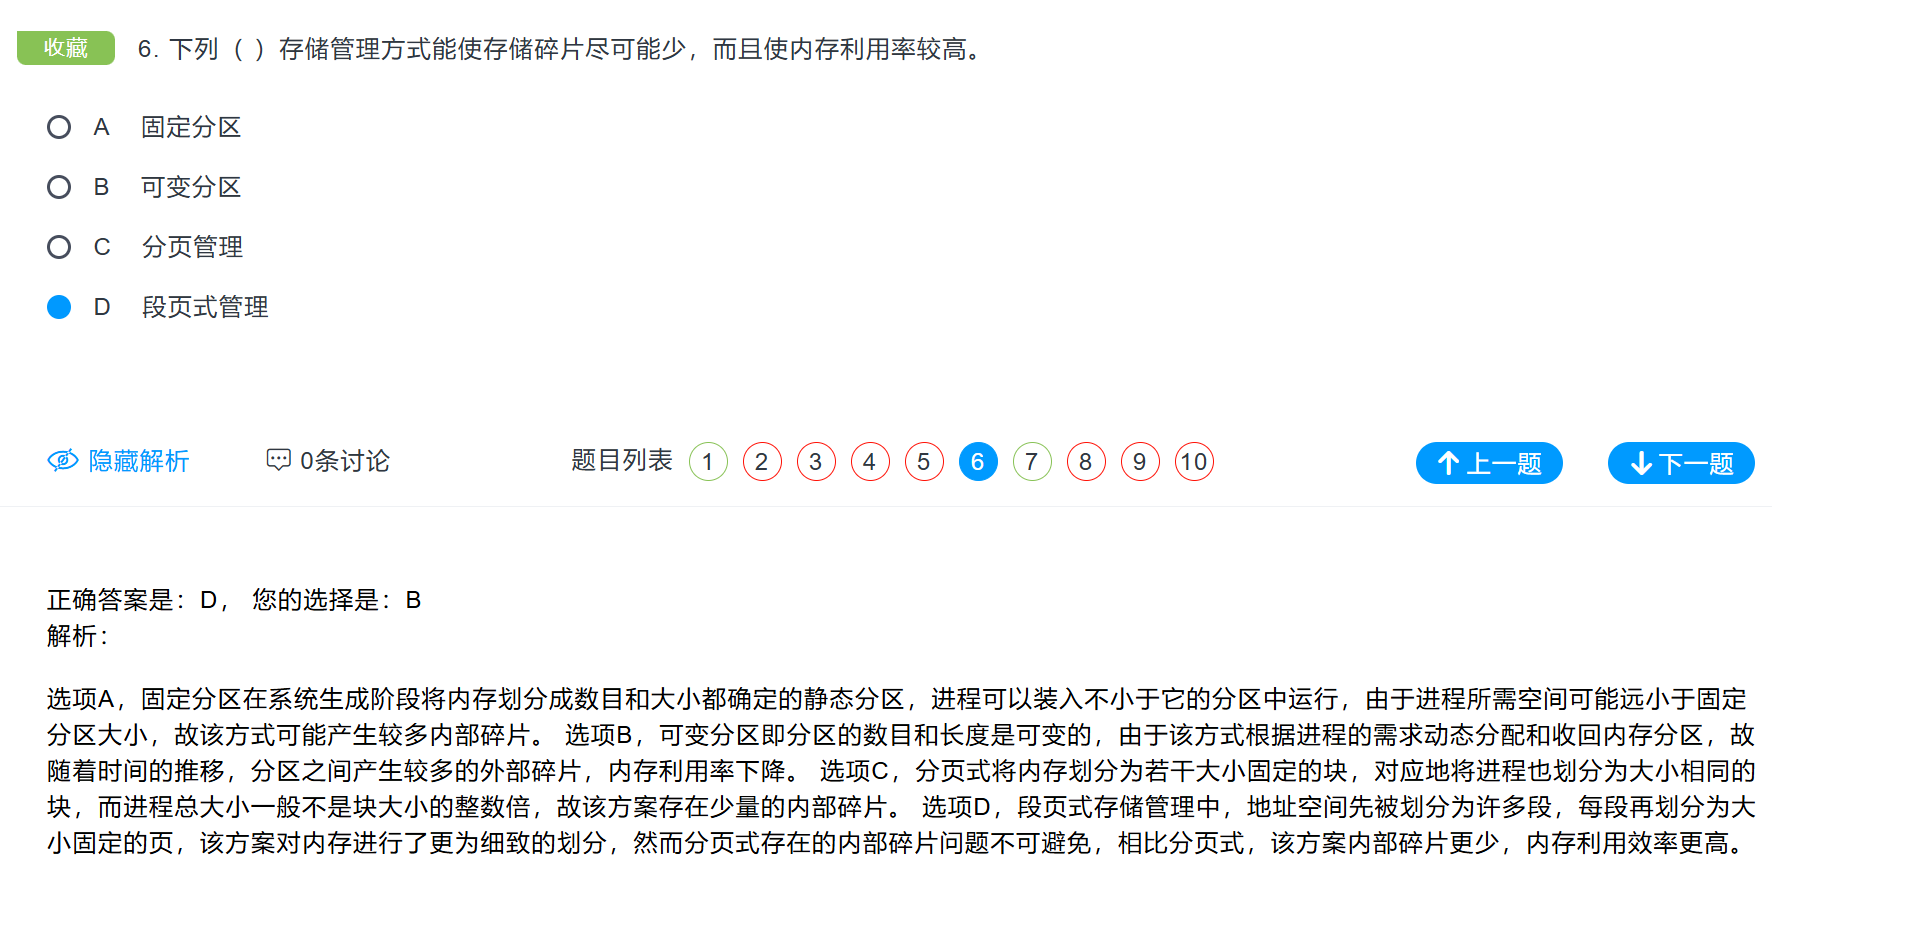 收藏 6. 下列（ ）存储管理方式能使存储碎片尽可能少，而且使内存利用率较高。
A 固定分区
B 可变分区
C 分页管理
D 段页式管理
隐藏解析 0条讨论 题目列表 1 2 3 4 5 6 7 8 9 10 上一题 下一题
正确答案是：D， 您的选择是：B
解析：
选项A，固定分区在系统生成阶段将内存划分成数目和大小都确定的静态分区，进程可以装入不小于它的分区中运行，由于进程所需空间可能远小于固定
分区大小，故该方式可能产生较多内部碎片。 选项B，可变分区即分区的数目和长度是可变的，由于该方式根据进程的需求动态分配和收回内存分区，故
随着时间的推移，分区之间产生较多的外部碎片，内存利用率下降。 选项C，分页式将内存划分为若干大小固定的块，对应地将进程也划分为大小相同的
块，而进程总大小一般不是块大小的整数倍，故该方案存在少量的内部碎片。 选项D，段页式存储管理中，地址空间先被划分为许多段，每段再划分为大
小固定的页，该方案对内存进行了更为细致的划分，然而分页式存在的内部碎片问题不可避免，相比分页式，该方案内部碎片更少，内存利用效率更高。